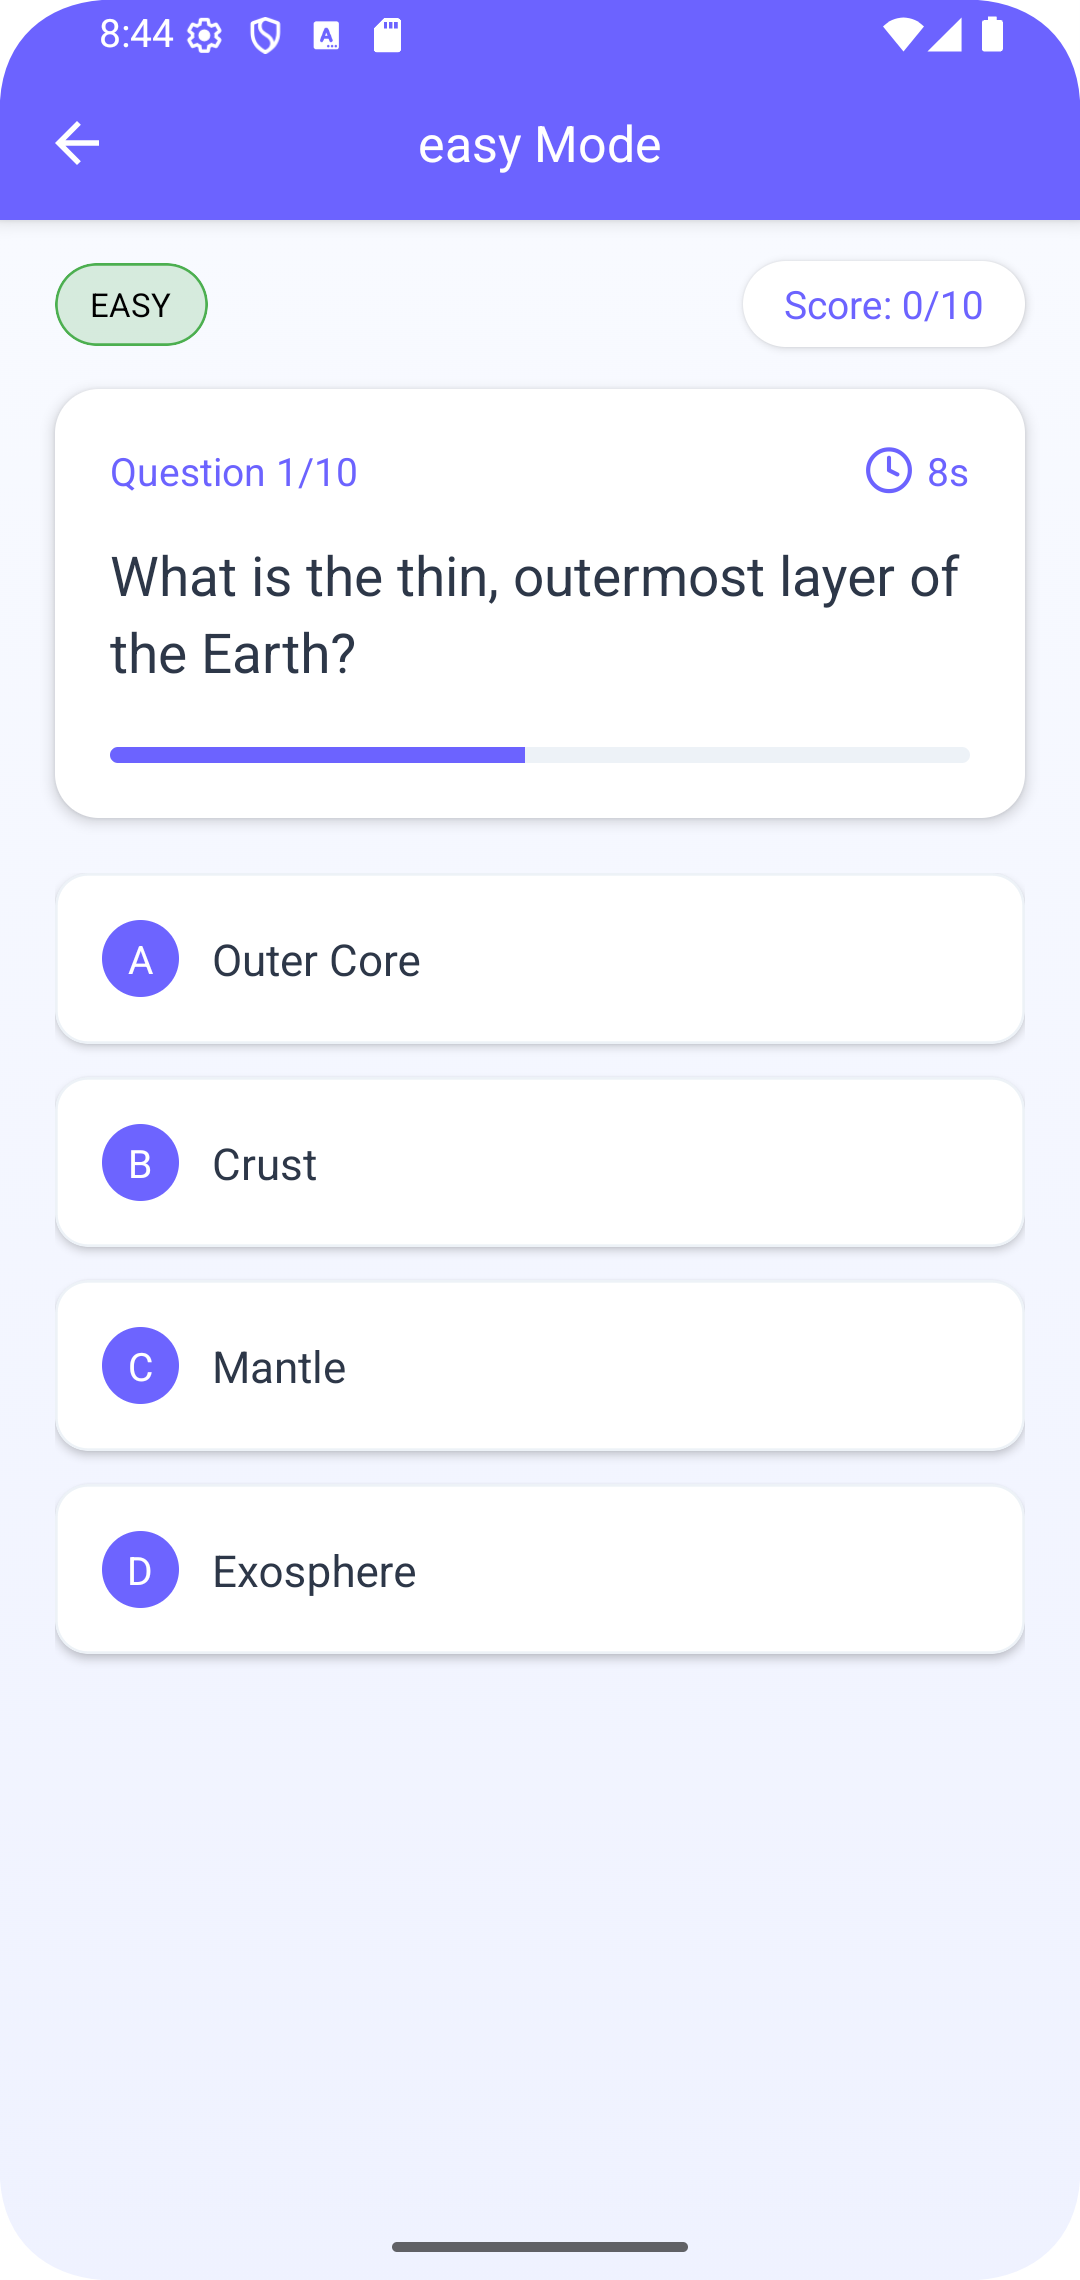 8:44
easy Mode
EASY
Score: 0/10
Question 1/10
8s
What is the thin, outermost layer of
the Earth?
A
Outer Core
B
Crust
C
Mantle
D
Exosphere